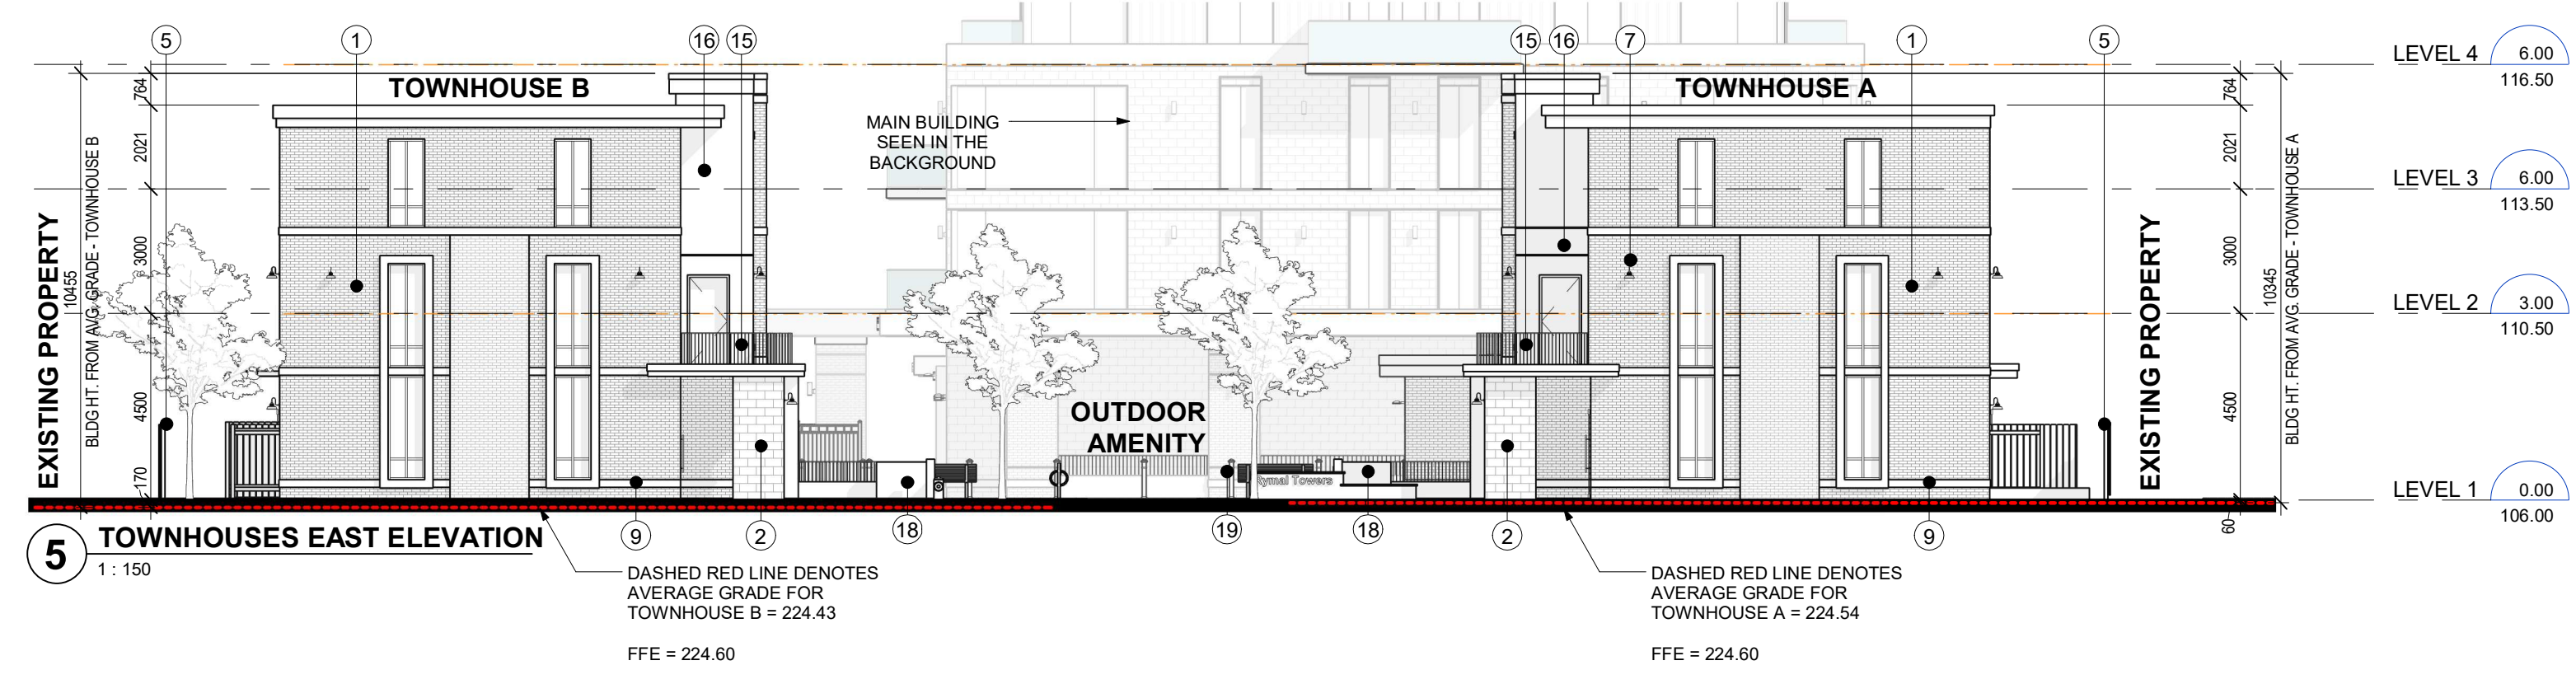 5
1
16
15
15
16
7
1
5
LEVEL 4
6.00
116.50
TOWNHOUSE B
TOWNHOUSE A
764
764
MAIN BUILDING
SEEN IN THE
BACKGROUND
2021
2021
LEVEL 3
6.00
113.50
EXISTING PROPERTY
10455
BLDG HT. FROM AVG. GRADE - TOWNHOUSE B
3000
3000
EXISTING PROPERTY
10345
BLDG HT. FROM AVG. GRADE - TOWNHOUSE A
LEVEL 2
3.00
110.50
4500
4500
OUTDOOR
AMENITY
170
Rymal Towers
60
LEVEL 1
0.00
106.00
9
2
18
19
18
2
9
5
TOWNHOUSES EAST ELEVATION
1 : 150
DASHED RED LINE DENOTES
AVERAGE GRADE FOR
TOWNHOUSE B = 224.43
FFE = 224.60
DASHED RED LINE DENOTES
AVERAGE GRADE FOR
TOWNHOUSE A = 224.54
FFE = 224.60